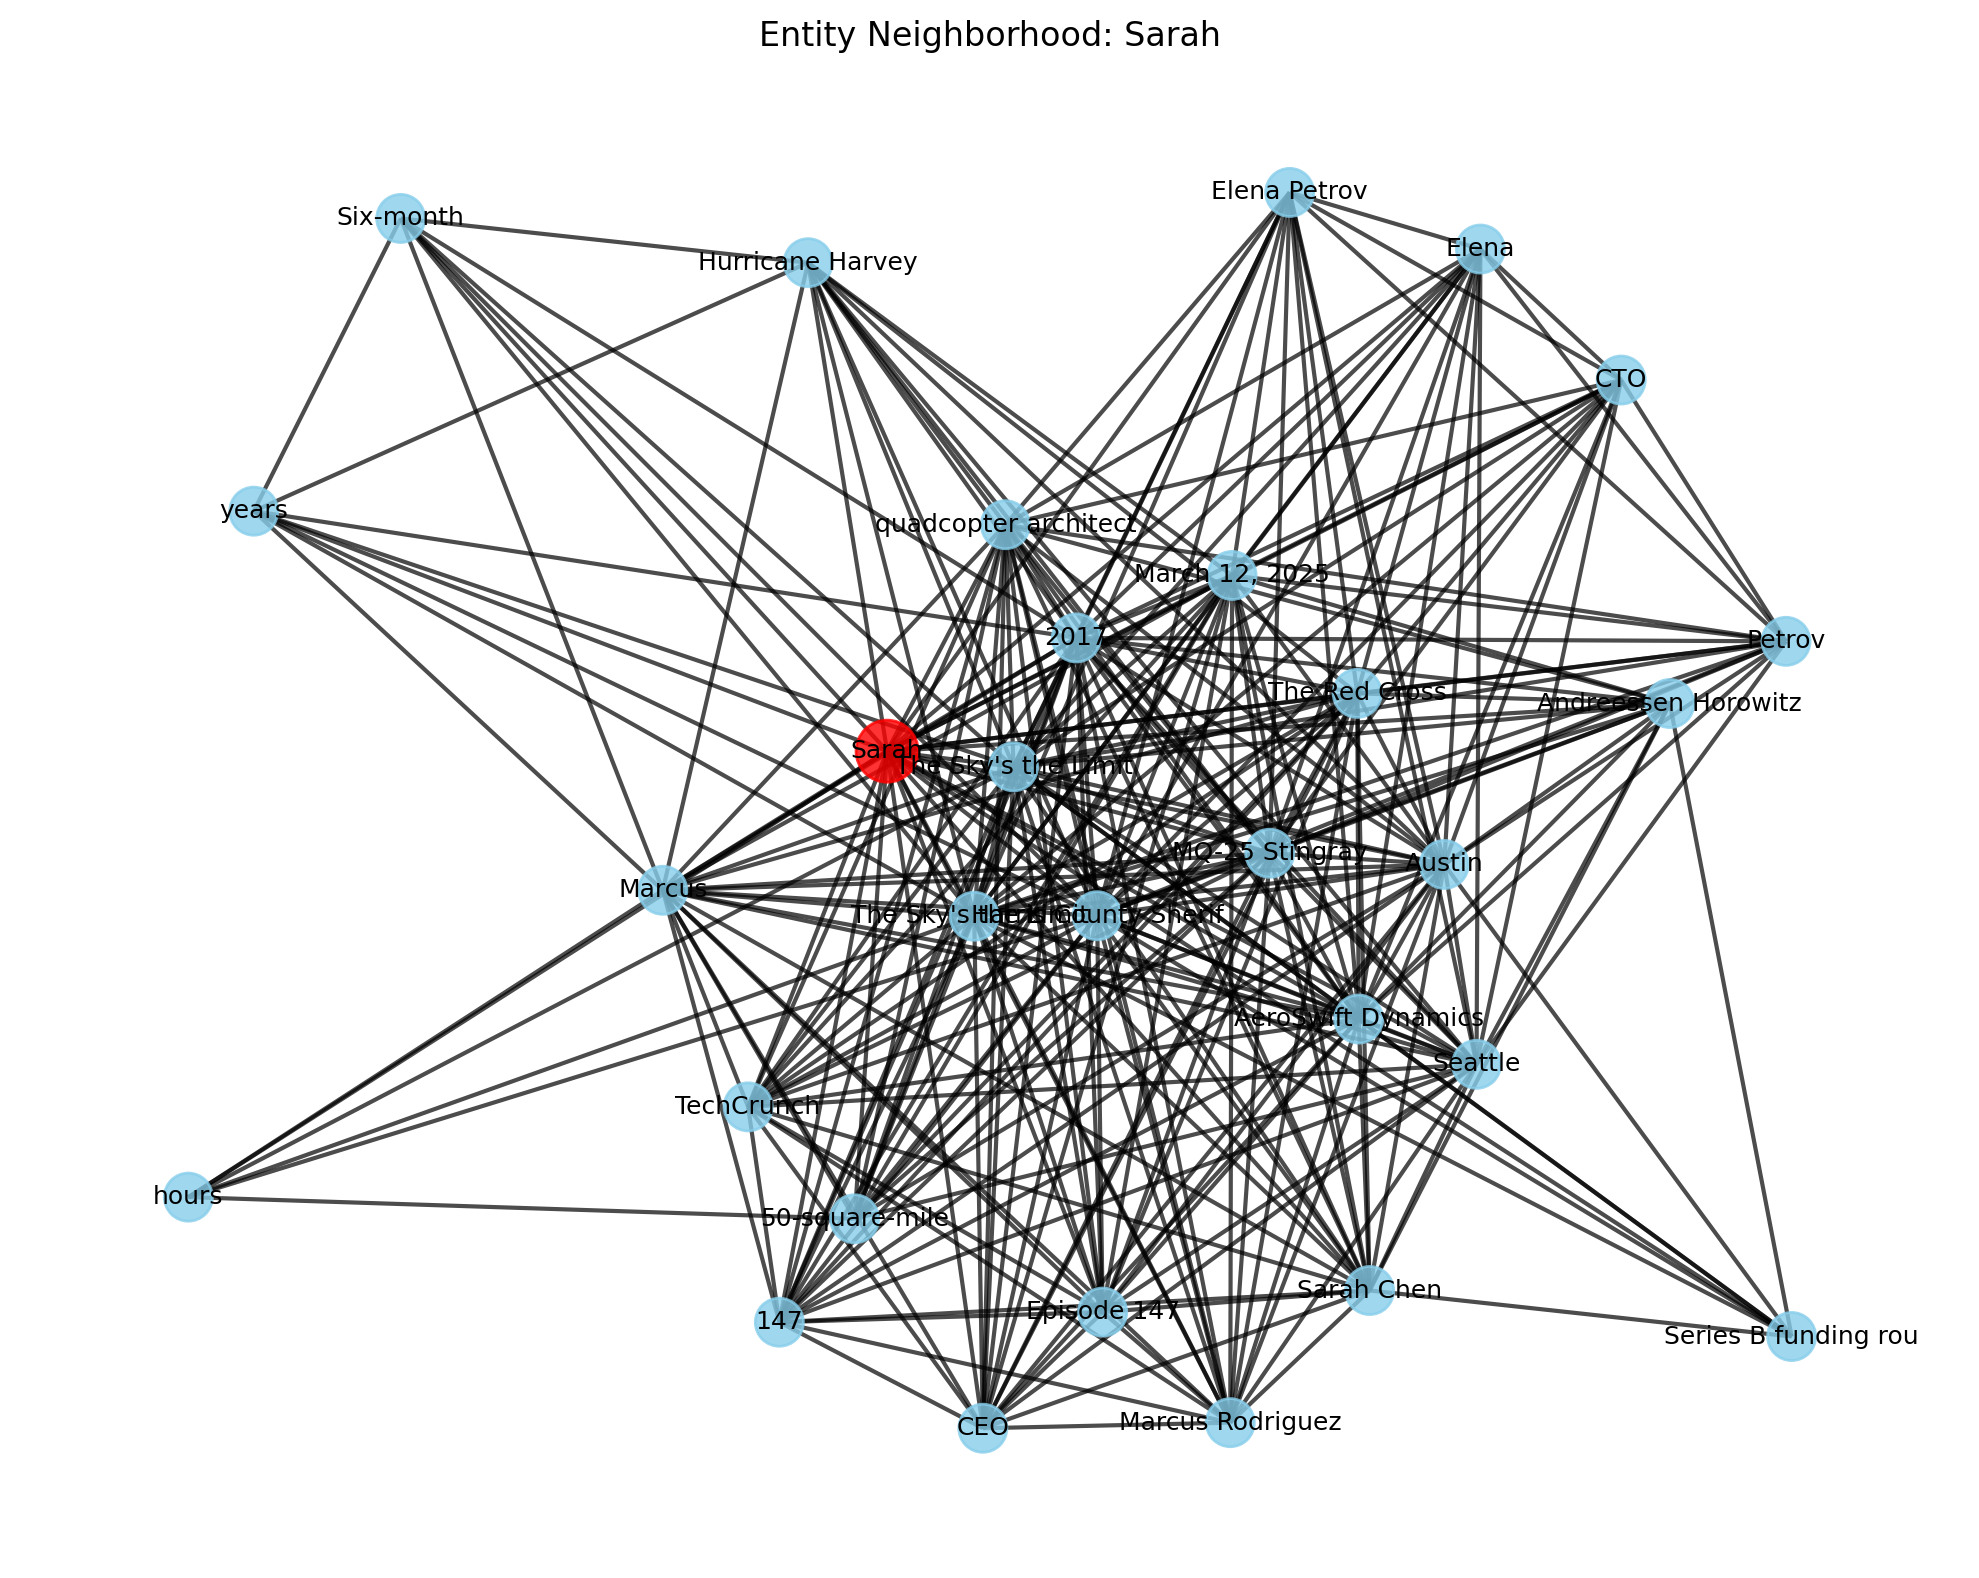 Entity Neighborhood: Sarah
Elena Petrov
Six-month
Elena
Hurricane Harvey
CTO
years
quadcopter architect
March 12, 2025
2017
Petrov
The Red Cross
Andreessen Horowitz
Sarah
The Sky's the Limit
MQ-25 Stingray
Austin
Marcus
The Sky's the Limit
Harris County Sherif
AeroSwift Dynamics
Seattle
TechCrunch
hours
50-square-mile
Sarah Chen
Episode 147
147
Series B funding rou
Marcus Rodriguez
CEO